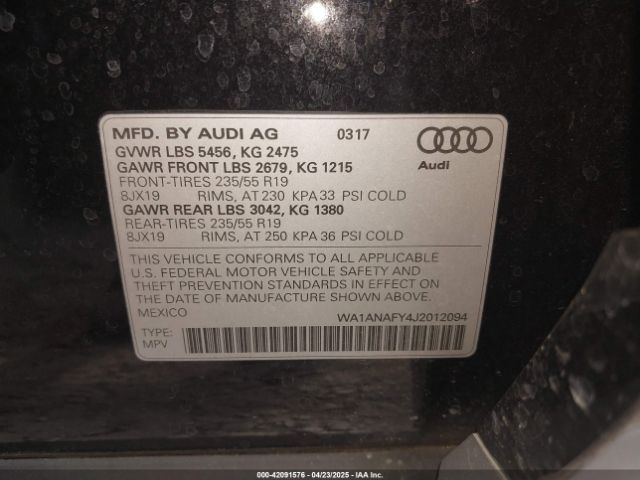 MFD. BY AUDI AG 0317
GVWR LBS 5456, KG 2475
GAWR FRONT LBS 2679, KG 1215
FRONT-TIRES 235/55 R19
8JX19 RIMS, AT 230 KPA 33 PSI COLD
GAWR REAR LBS 3042, KG 1380
REAR-TIRES 235/55 R19
8JX19 RIMS, AT 250 KPA 36 PSI COLD
Audi
THIS VEHICLE CONFORMS TO ALL APPLICABLE
U.S. FEDERAL MOTOR VEHICLE SAFETY AND
THEFT PREVENTION STANDARDS IN EFFECT ON
THE DATE OF MANUFACTURE SHOWN ABOVE.
MEXICO WA1ANAFY4J2012094
TYPE:
MPV
000-42091576 - 04/23/2025 - IAAI, Inc.